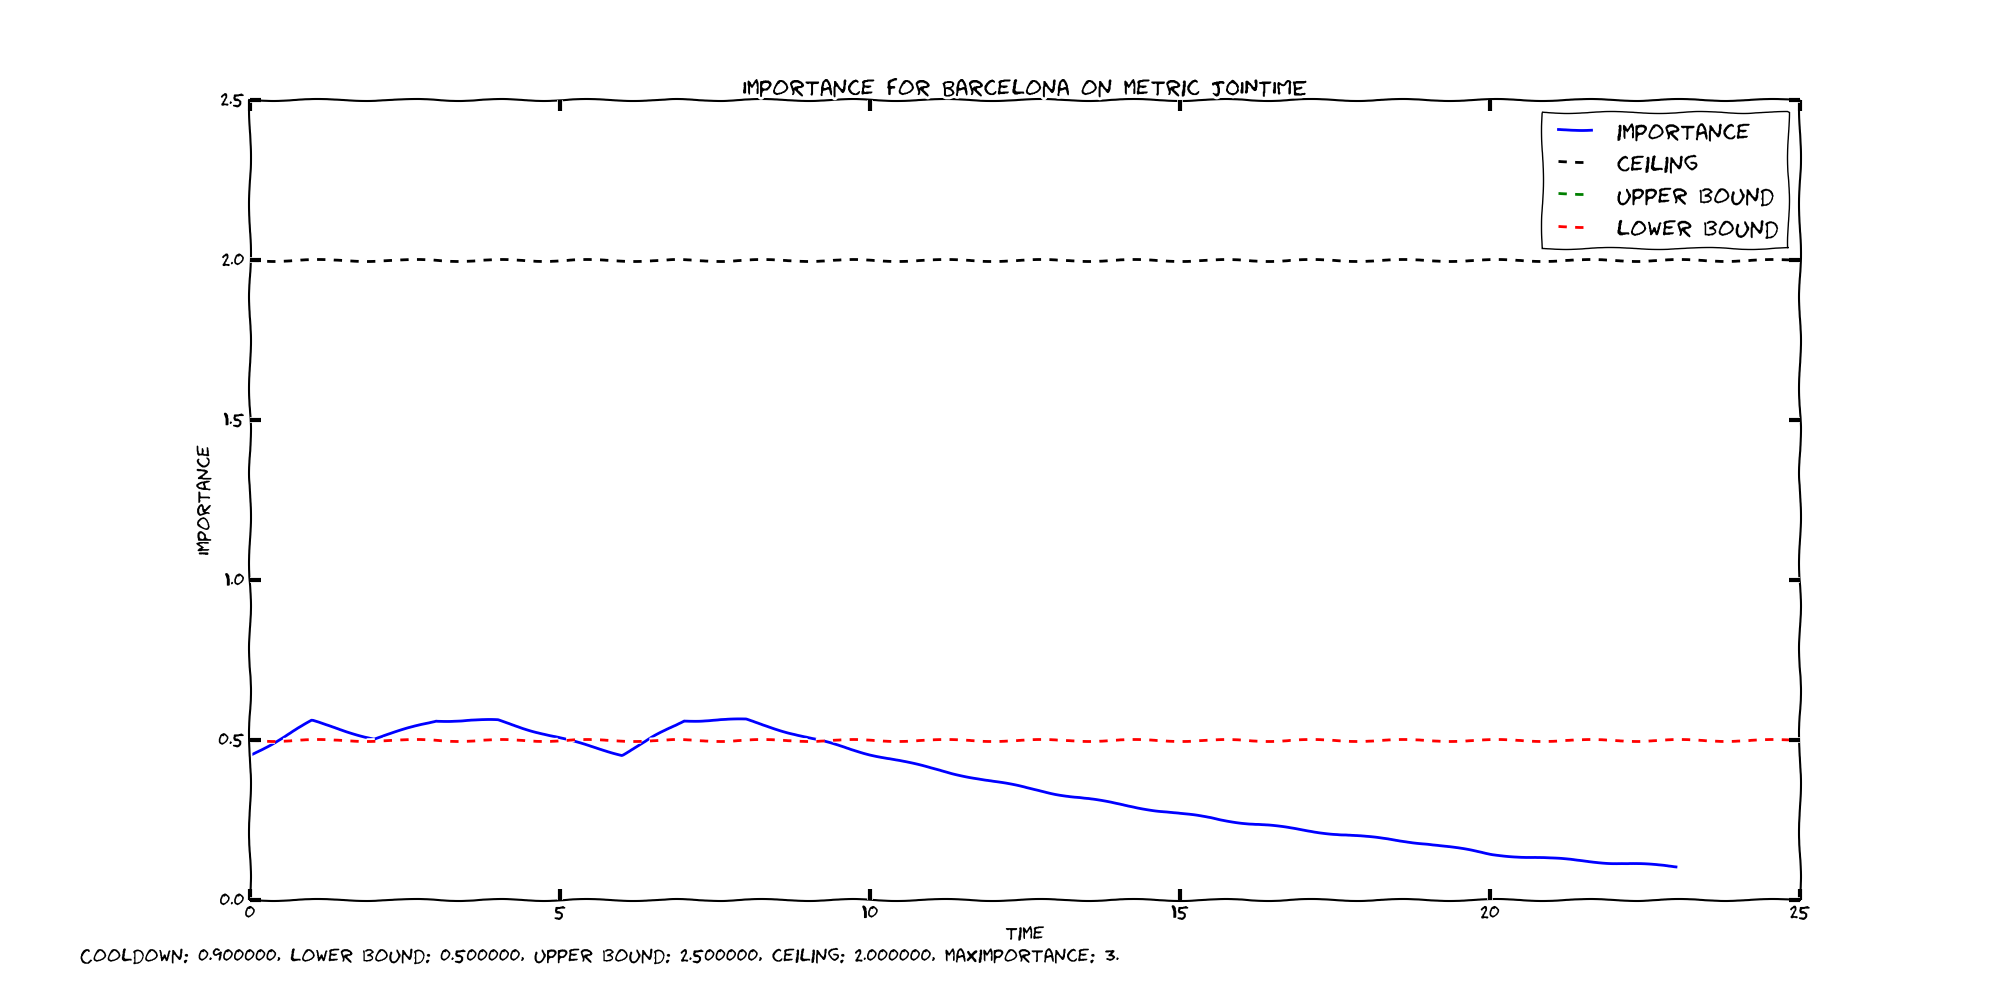 IMPORTANCE FOR BARCELONA ON METRIC JOINTIME
2.5
2.0
1.5
1.0
0.5
0.0
IMPORTANCE
IMPORTANCE
CEILING
UPPER BOUND
LOWER BOUND
0 5 10 15 20 25
TIME
COOLDOWN: 0.900000, LOWER BOUND: 0.500000, UPPER BOUND: 2.500000, CEILING: 2.000000, MAXIMPORTANCE: 3.